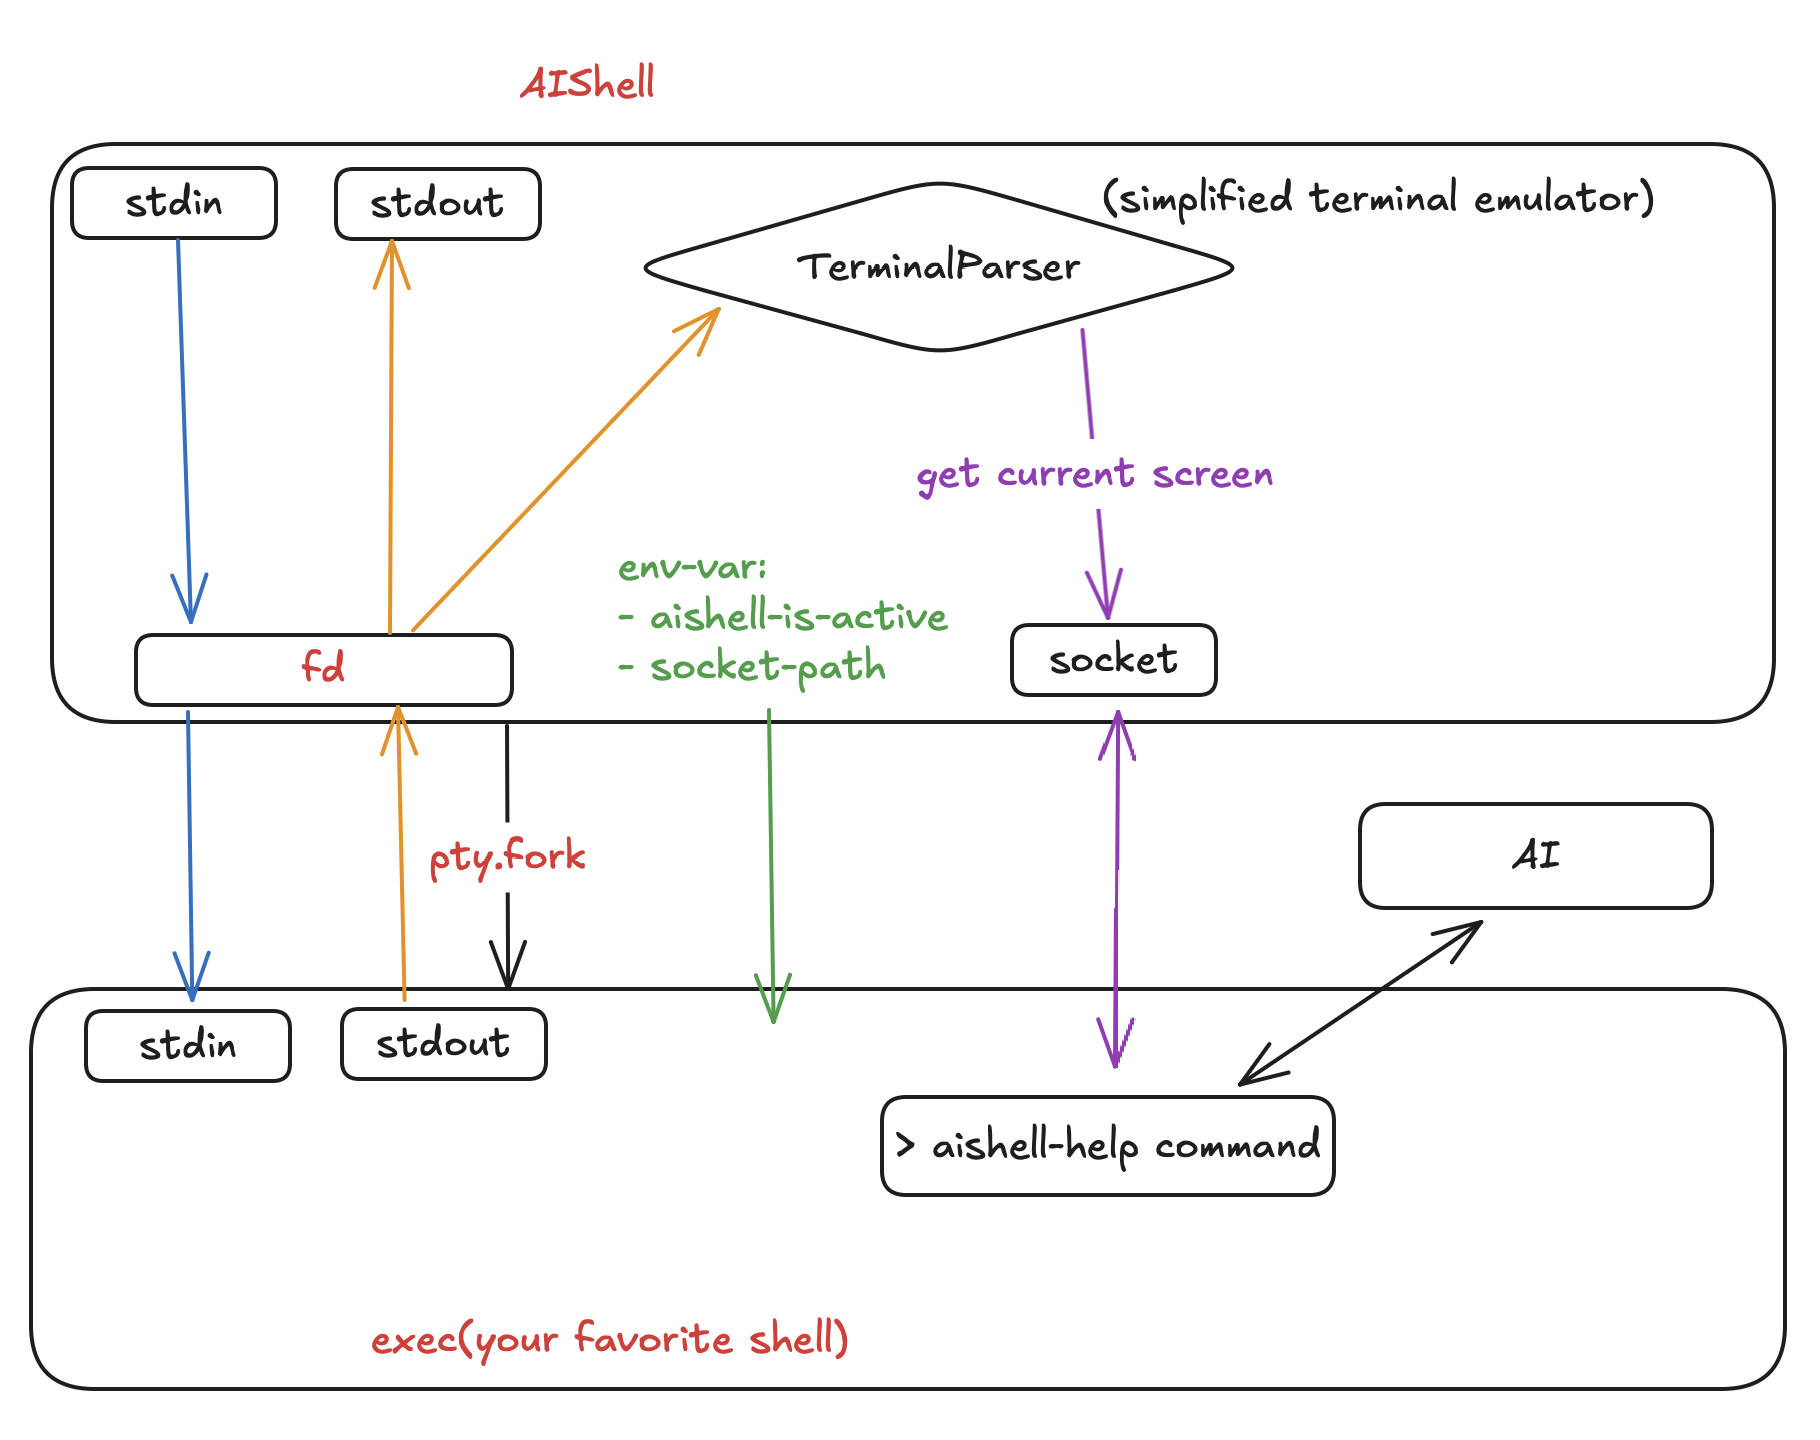 AIShell
stdin
stdout
(simplified terminal emulator)
TerminalParser
get current screen
env-var:
- aishell-is-active
- socket-path
fd
socket
pty.fork
AI
stdin
stdout
> aishell-help command
exec(your favorite shell)